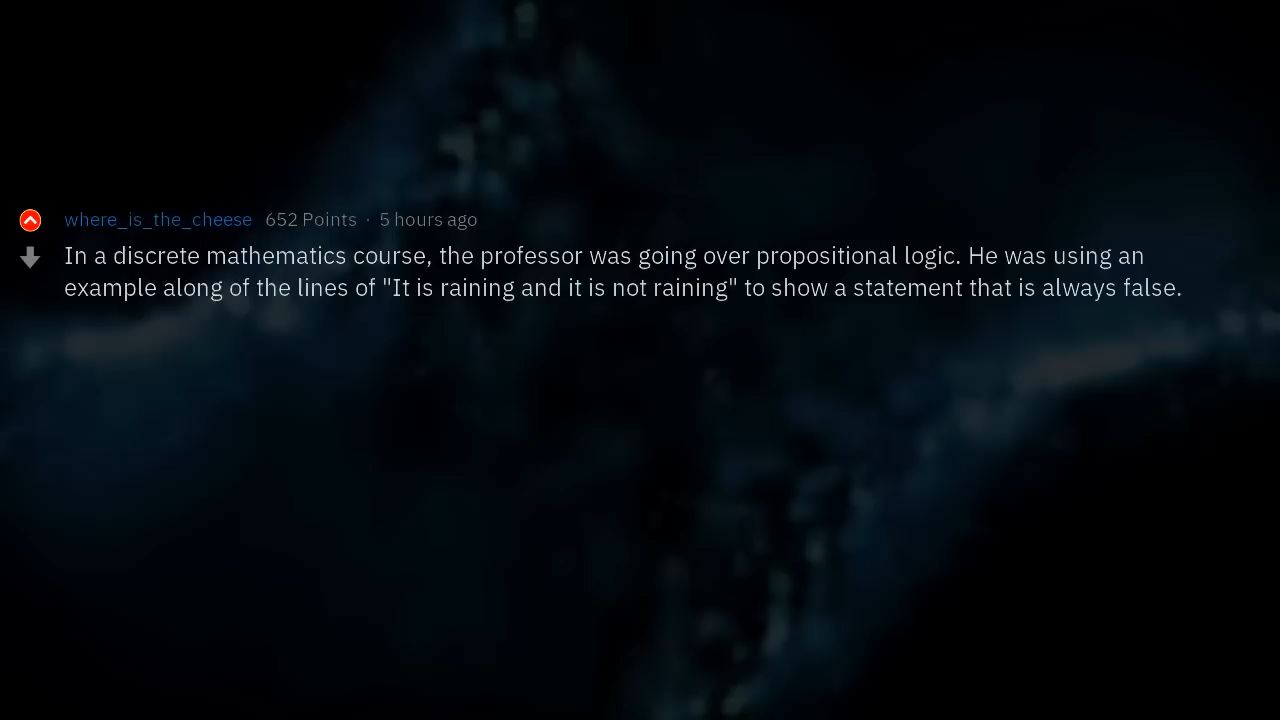 where_is_the_cheese 652 Points · 5 hours ago
In a discrete mathematics course, the professor was going over propositional logic. He was using an
example along of the lines of "It is raining and it is not raining" to show a statement that is always false.